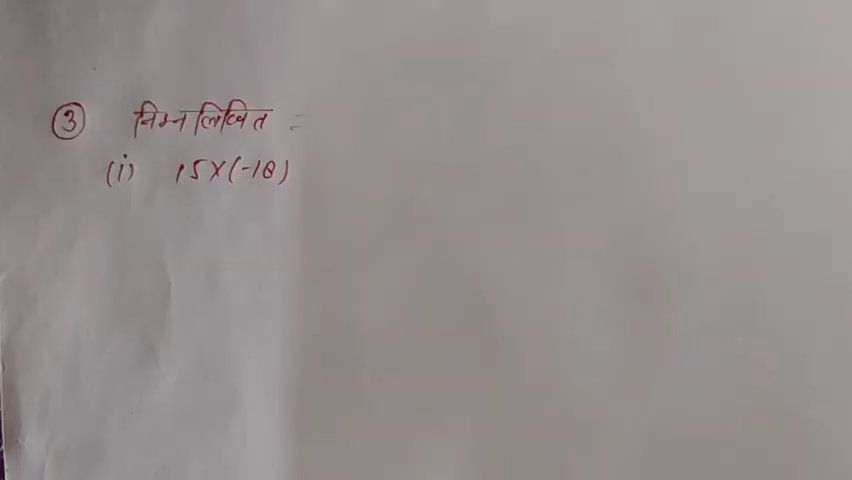 ③ निम्नलिखित =
(i) 15×(-18)